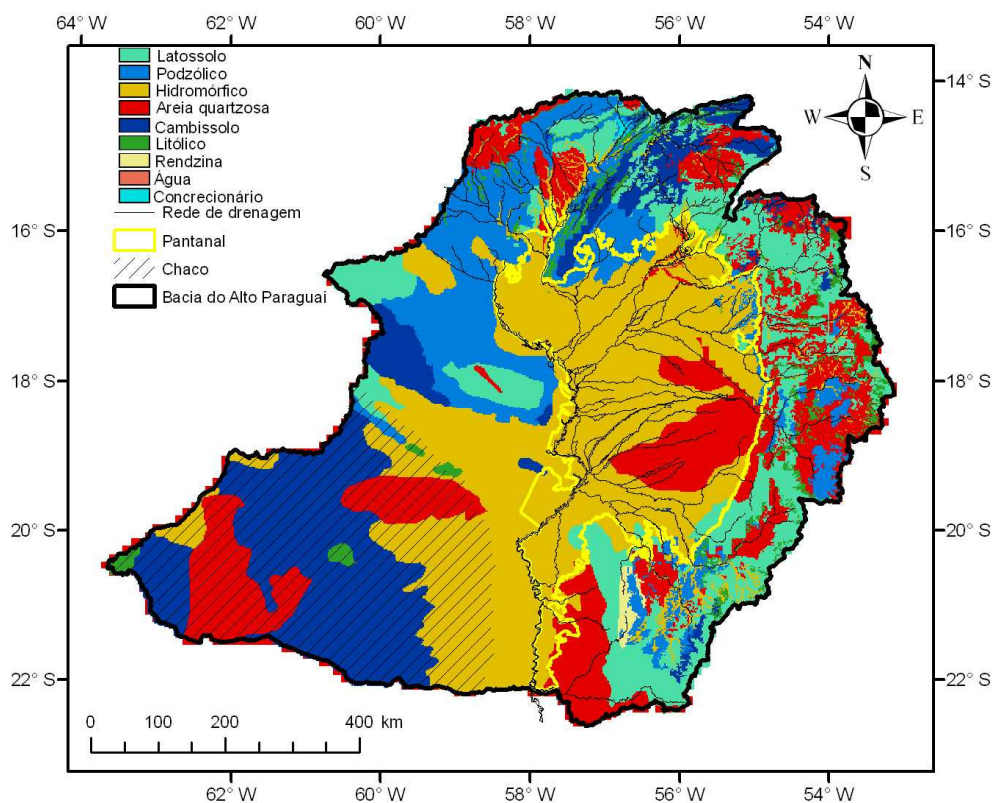 64° W 62° W 60° W 58° W 56° W 54° W
14° S
16° S
18° S
20° S
22° S
Latossolo
Podzólico
Hidromórfico
Areia quartzosa
Cambissolo
Litólico
Rendzina
Água
Concrecionário
Rede de drenagem
Pantanal
Chaco
Bacia do Alto Paraguai
N
W E
S
14° S
16° S
18° S
20° S
22° S
0 100 200 400 km
62° W 60° W 58° W 56° W 54° W